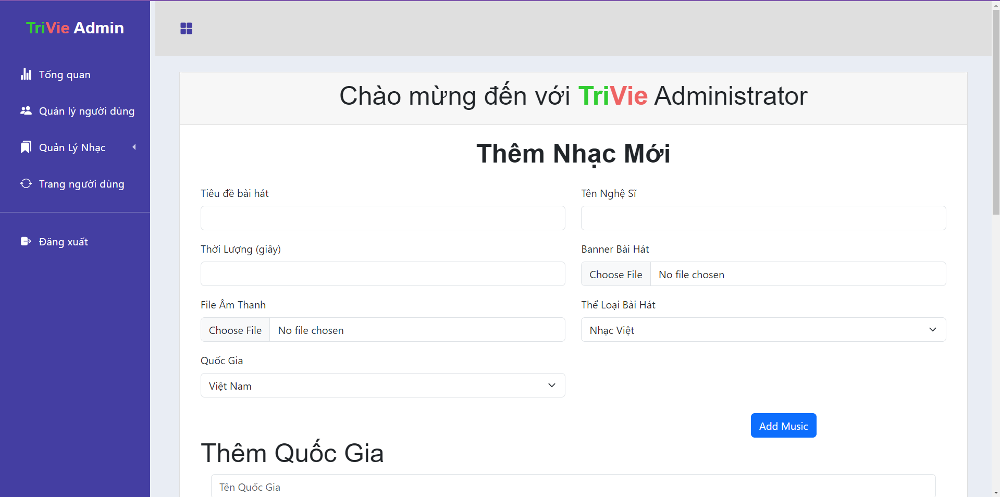 TriVie Admin
Tổng quan
Quản lý người dùng
Quản Lý Nhạc
Trang người dùng
Đăng xuất
Chào mừng đến với TriVie Administrator
Thêm Nhạc Mới
Tiêu đề bài hát
Tên Nghệ Sĩ
Thời Lượng (giây)
Banner Bài Hát
Choose File No file chosen
File Âm Thanh
Choose File No file chosen
Thể Loại Bài Hát
Nhạc Việt
Quốc Gia
Việt Nam
Add Music
Thêm Quốc Gia
Tên Quốc Gia